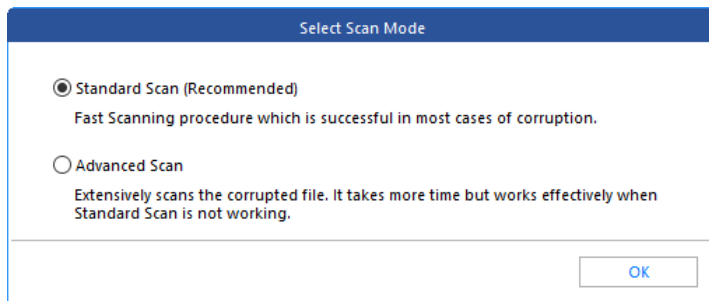 Select Scan Mode
Standard Scan (Recommended)
Fast Scanning procedure which is successful in most cases of corruption.
Advanced Scan
Extensively scans the corrupted file. It takes more time but works effectively when
Standard Scan is not working.
OK